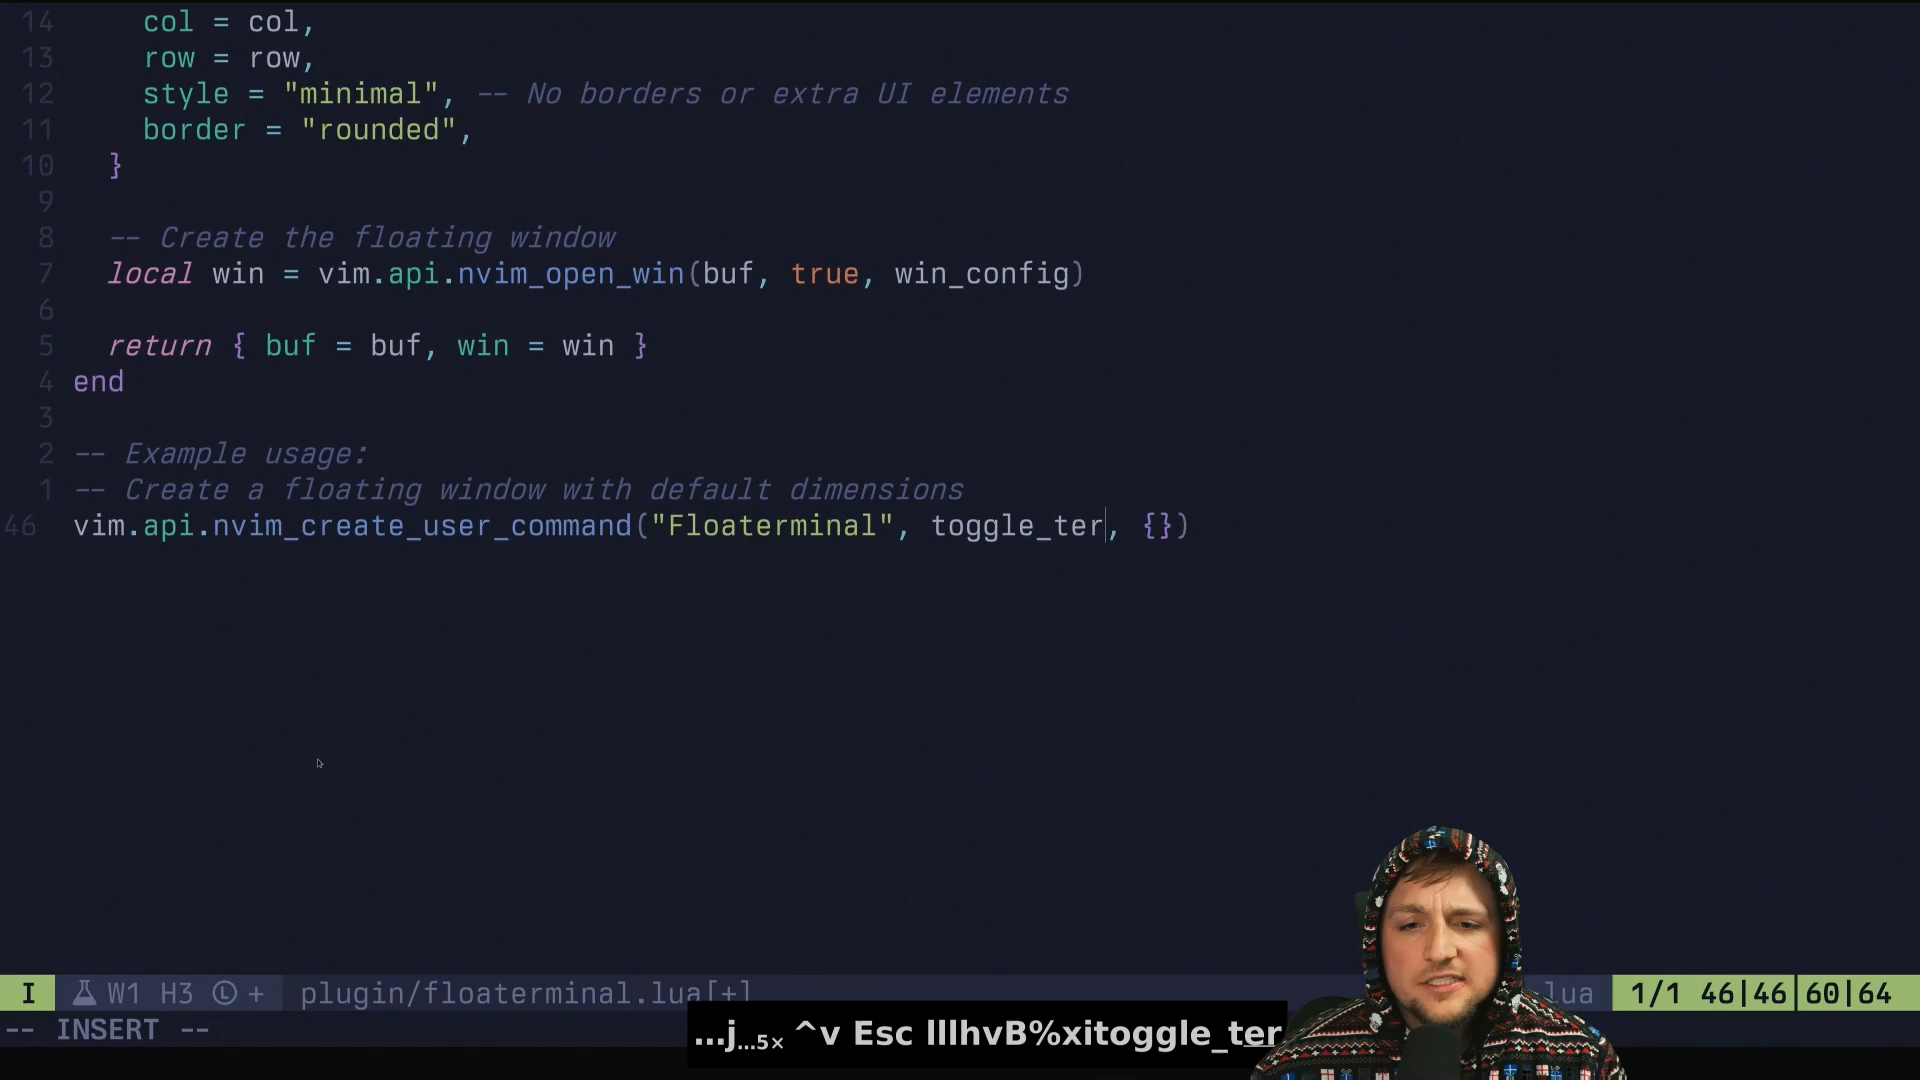 14 col = col,
13 row = row,
12 style = "minimal", -- No borders or extra UI elements
11 border = "rounded",
10 }
9
8 -- Create the floating window
7 local win = vim.api.nvim_open_win(buf, true, win_config)
6
5 return { buf = buf, win = win }
4 end
3
2 -- Example usage:
1 -- Create a floating window with default dimensions
46 vim.api.nvim_create_user_command("Floaterminal", toggle_ter, {})
I W1 H3 L + plugin/floaterminal.lua[+] lua 1/1 46|46 60|64
-- INSERT --
…j…5× ^v Esc lllhvB%xitoggle_ter